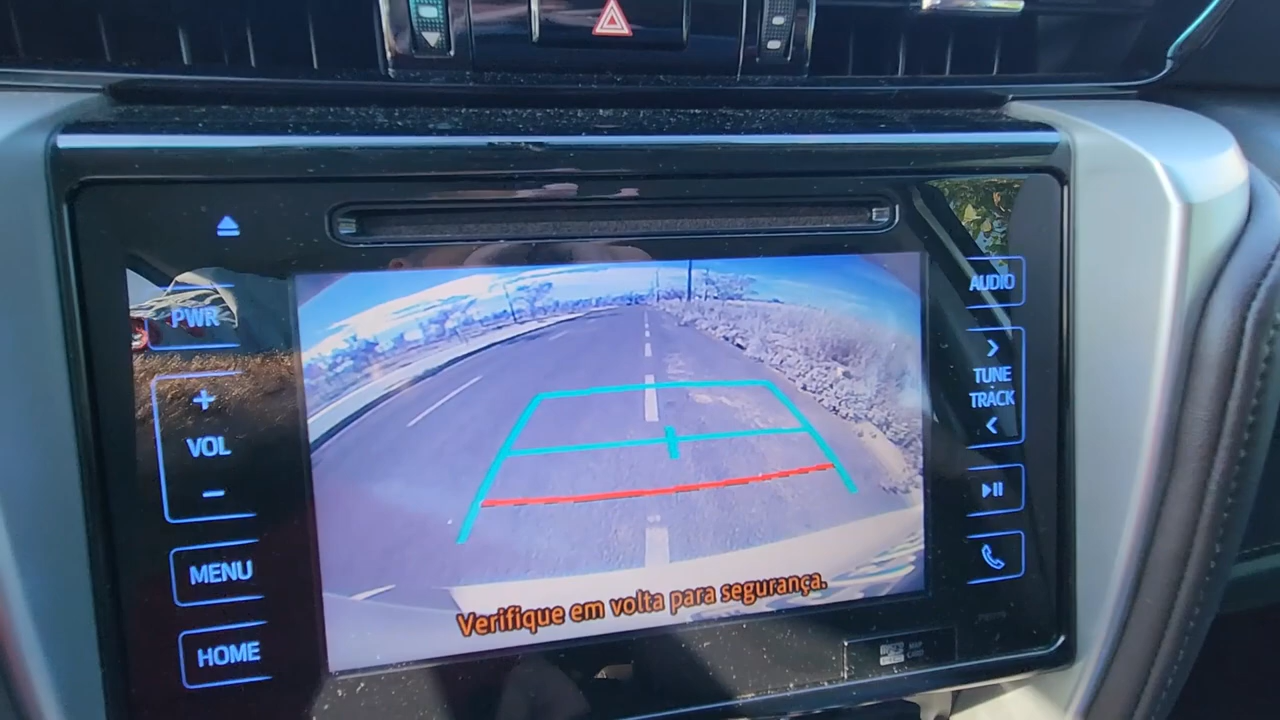 PWR
+
VOL
-
MENU
HOME
AUDIO
>
TUNE
TRACK
<
Verifique em volta para segurança.